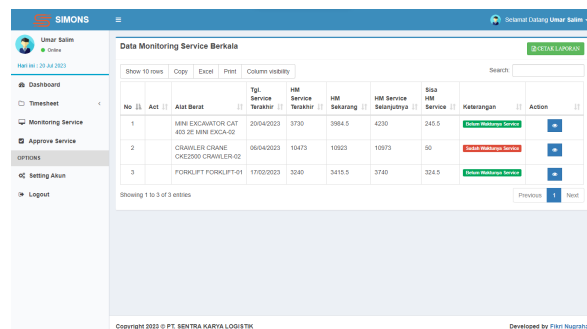 SIMONS
Selamat Datang Umar Salim
Umar Salim
Online
Hari ini : 20 Jul 2023
Dashboard
Timesheet
Monitoring Service
Approve Service
OPTIONS
Setting Akun
Logout
Data Monitoring Service Berkala
CETAK LAPORAN
Show 10 rows Copy Excel Print Column visibility
Search:
No Act Alat Berat Tgl. Service Terakhir HM Service Terakhir HM Sekarang HM Service Selanjutnya Sisa HM Service Keterangan Action
1 MINI EXCAVATOR CAT 403 2E MINI EXCA-02 20/04/2023 3730 3984.5 4230 245.5 Belum Waktunya Service
2 CRAWLER CRANE CKE2500 CRAWLER-02 06/04/2023 10473 10923 10973 50 Sudah Waktunya Service
3 FORKLIFT FORKLIFT-01 17/02/2023 3240 3415.5 3740 324.5 Belum Waktunya Service
Showing 1 to 3 of 3 entries
Previous 1 Next
Copyright 2023 © PT. SENTRA KARYA LOGISTIK
Developed by Fikri Nugraha